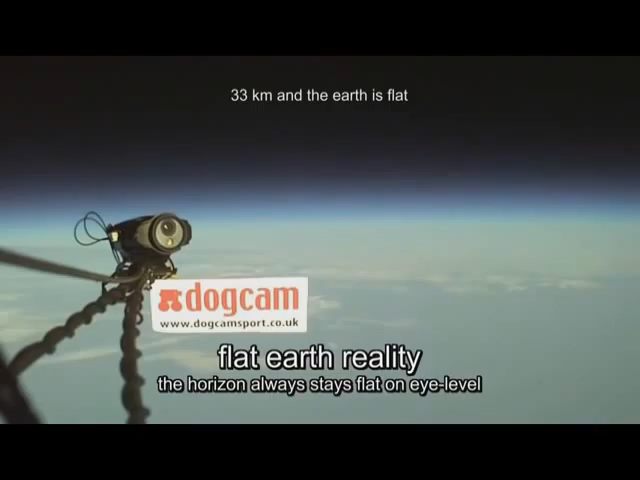 33 km and the earth is flat
dogcam
www.dogcamsport.co.uk
flat earth reality
the horizon always stays flat on eye-level